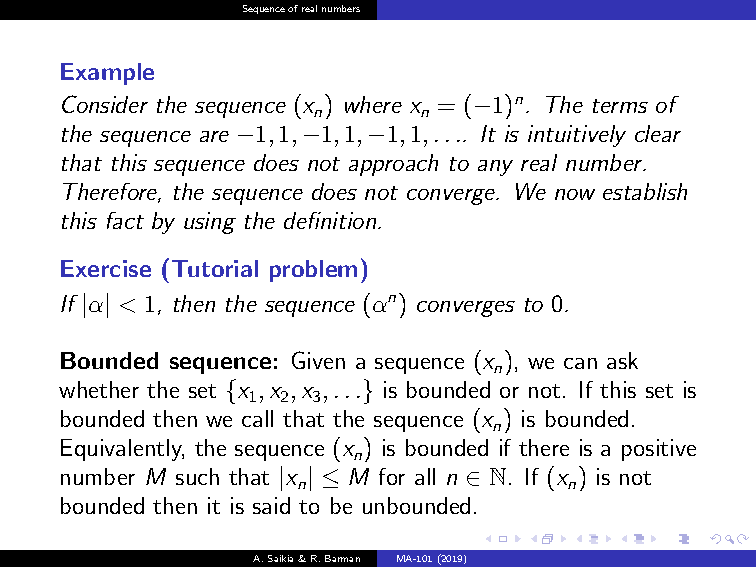 Sequence of real numbers
Example
Consider the sequence (xₙ) where xₙ = (−1)ⁿ. The terms of
the sequence are −1, 1, −1, 1, −1, 1, . . .. It is intuitively clear
that this sequence does not approach to any real number.
Therefore, the sequence does not converge. We now establish
this fact by using the definition.
Exercise (Tutorial problem)
If |α| < 1, then the sequence (αⁿ) converges to 0.
Bounded sequence: Given a sequence (xₙ), we can ask
whether the set {x₁, x₂, x₃, . . .} is bounded or not. If this set is
bounded then we call that the sequence (xₙ) is bounded.
Equivalently, the sequence (xₙ) is bounded if there is a positive
number M such that |xₙ| ≤ M for all n ∈ ℕ. If (xₙ) is not
bounded then it is said to be unbounded.
A. Saikia & R. Barman MA-101 (2019)